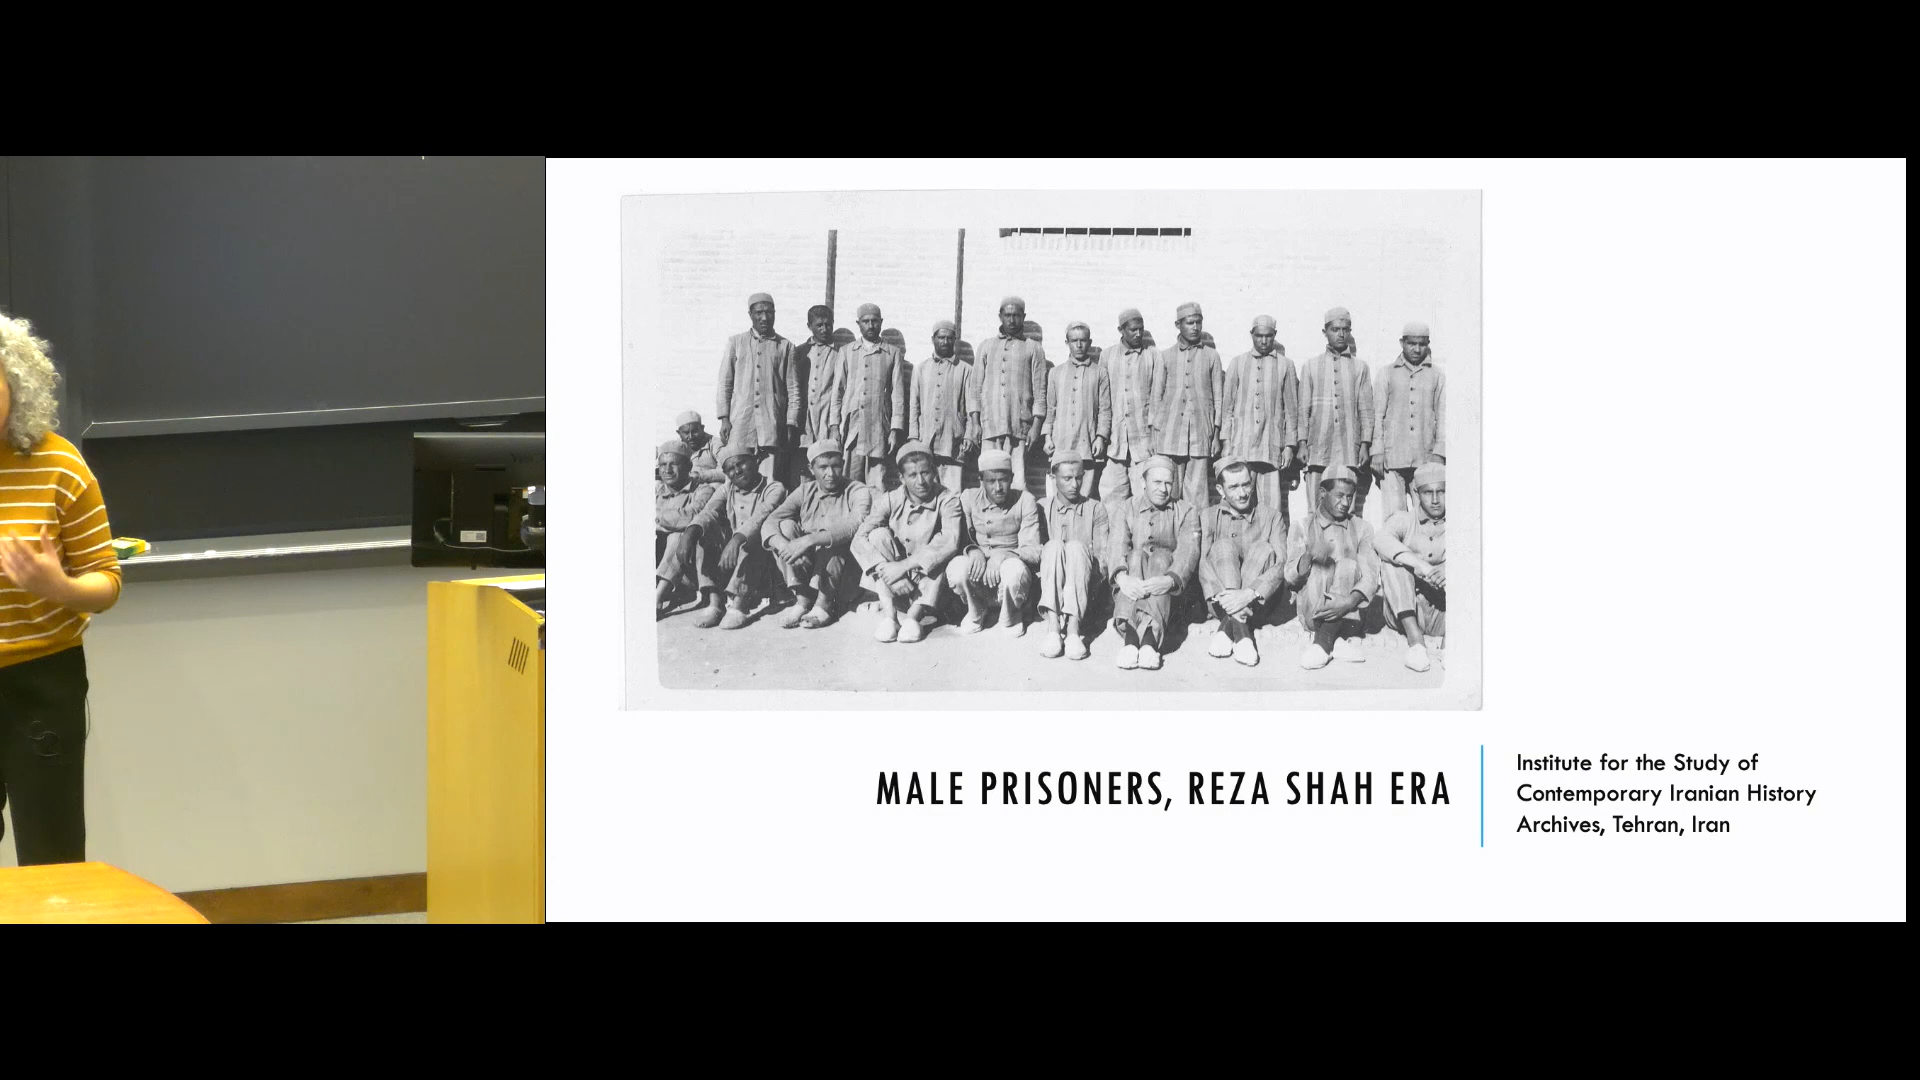 MALE PRISONERS, REZA SHAH ERA
Institute for the Study of
Contemporary Iranian History
Archives, Tehran, Iran